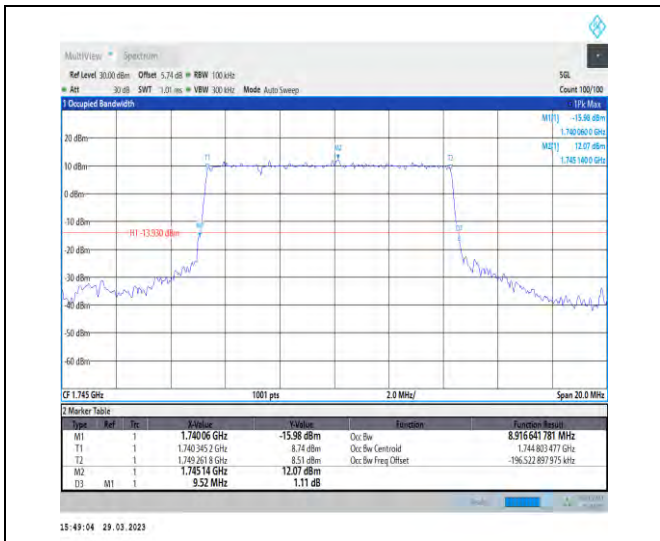 MultiView Spectrum
Ref Level 30.00 dBm Offset 5.74 dB RBW 100 kHz SGL
Att 30 dB SWT 1.01 ms VBW 300 kHz Mode Auto Sweep Count 100/100
1 Occupied Bandwidth 1Pk Max
M1[1] -15.98 dBm
1.740 060 0 GHz
M2[1] 12.07 dBm
1.745 140 0 GHz
20 dBm
M2
T1
T2
10 dBm
0 dBm
-10 dBm
H1 -13.930 dBm
-20 dBm
-30 dBm
-40 dBm
-50 dBm
-60 dBm
CF 1.745 GHz 1001 pts 2.0 MHz/ Span 20.0 MHz
2 Marker Table
Type Ref Trc X-Value Y-Value Function Function Result
M1 1 1.74006 GHz -15.98 dBm Occ Bw 8.916 641 781 MHz
T1 1 1.740 345 2 GHz 8.74 dBm Occ Bw Centroid 1.744 803 477 GHz
T2 1 1.749 261 8 GHz 8.51 dBm Occ Bw Freq Offset -196.522 897 975 kHz
M2 1 1.74514 GHz 12.07 dBm
D3 M1 1 9.52 MHz 1.11 dB
15:49:04 29.03.2023